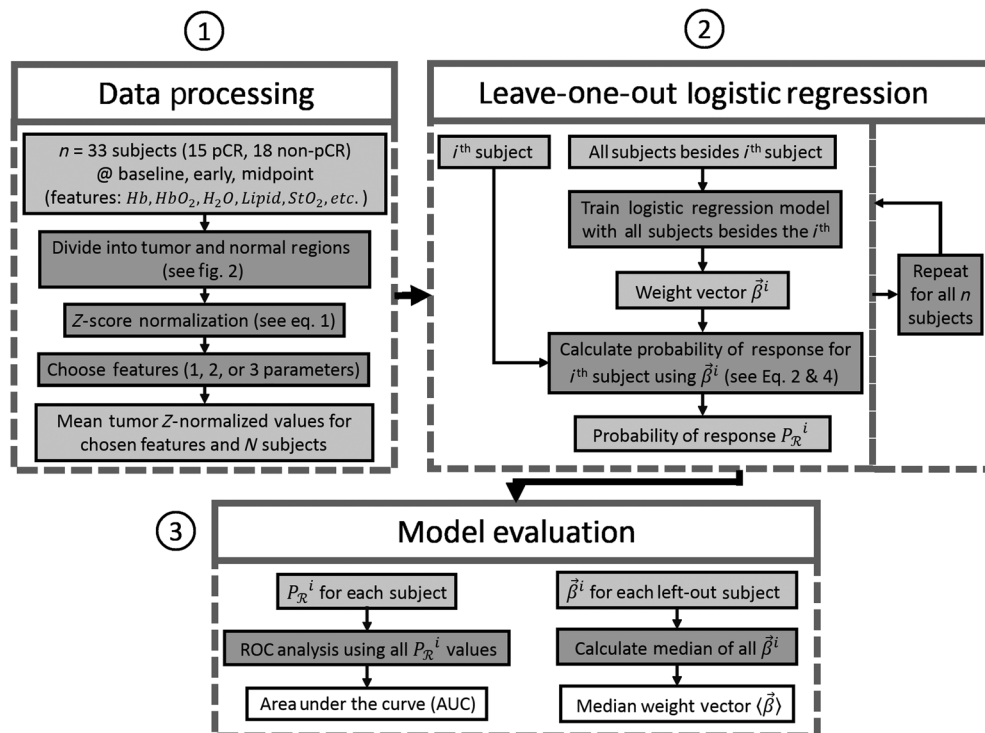 1
Data processing
n = 33 subjects (15 pCR, 18 non-pCR)
@ baseline, early, midpoint
(features: Hb, HbO₂, H₂O, Lipid, StO₂, etc.)
Divide into tumor and normal regions
(see fig. 2)
Z-score normalization (see eq. 1)
Choose features (1, 2, or 3 parameters)
Mean tumor Z-normalized values for
chosen features and N subjects
2
Leave-one-out logistic regression
iᵗʰ subject
All subjects besides iᵗʰ subject
Train logistic regression model
with all subjects besides the iᵗʰ
Weight vector β⃗ⁱ
Calculate probability of response for
iᵗʰ subject using β⃗ⁱ (see Eq. 2 & 4)
Probability of response P_ℛⁱ
Repeat
for all n
subjects
3
Model evaluation
P_ℛⁱ for each subject
ROC analysis using all P_ℛⁱ values
Area under the curve (AUC)
β⃗ⁱ for each left-out subject
Calculate median of all β⃗ⁱ
Median weight vector ⟨β⃗⟩